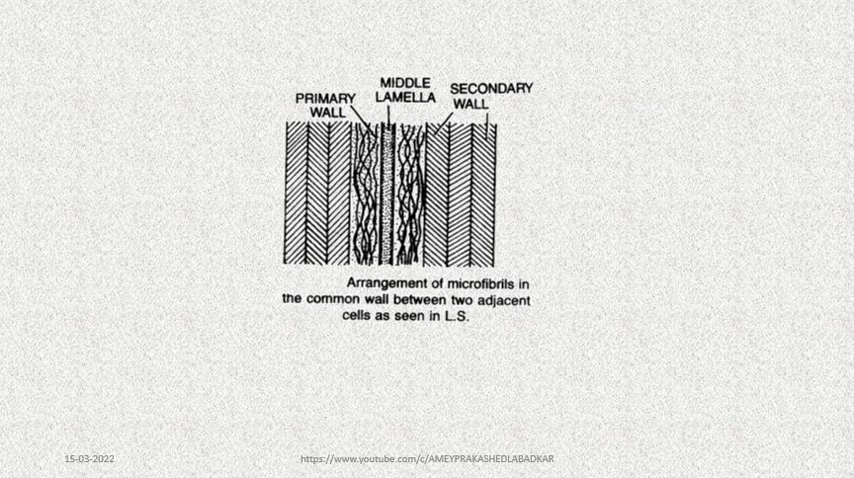 PRIMARY
WALL
MIDDLE
LAMELLA
SECONDARY
WALL
Arrangement of microfibrils in
the common wall between two adjacent
cells as seen in L.S.
15-03-2022
https://www.youtube.com/c/AMEYPRAKASHEDLABADKAR